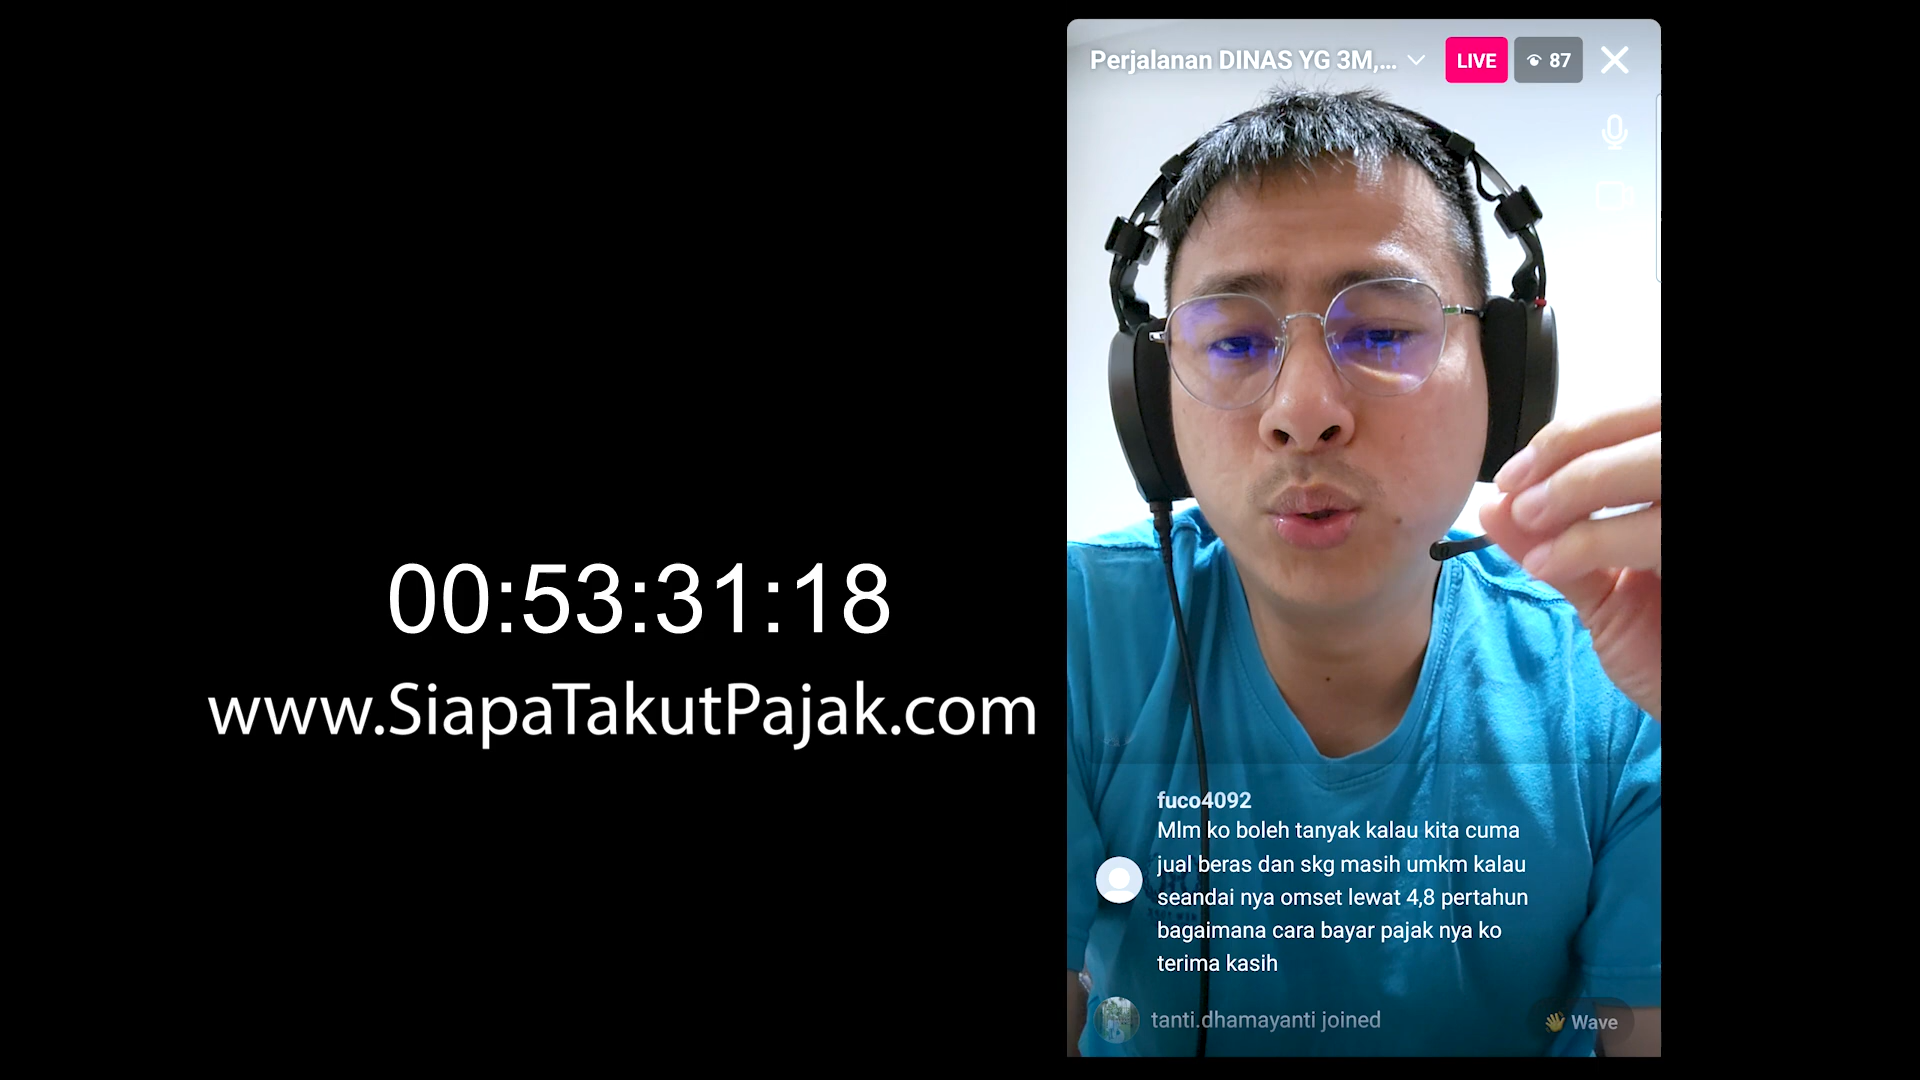 Perjalanan DINAS YG 3M,...
LIVE
87
00:53:31:18
www.SiapaTakutPajak.com
fuco4092
Mlm ko boleh tanyak kalau kita cuma
jual beras dan skg masih umkm kalau
seandai nya omset lewat 4,8 pertahun
bagaimana cara bayar pajak nya ko
terima kasih
tanti.dhamayanti joined
Wave